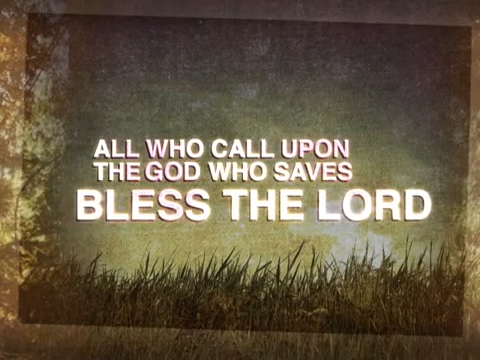 ALL WHO CALL UPON
THE GOD WHO SAVES
BLESS THE LORD